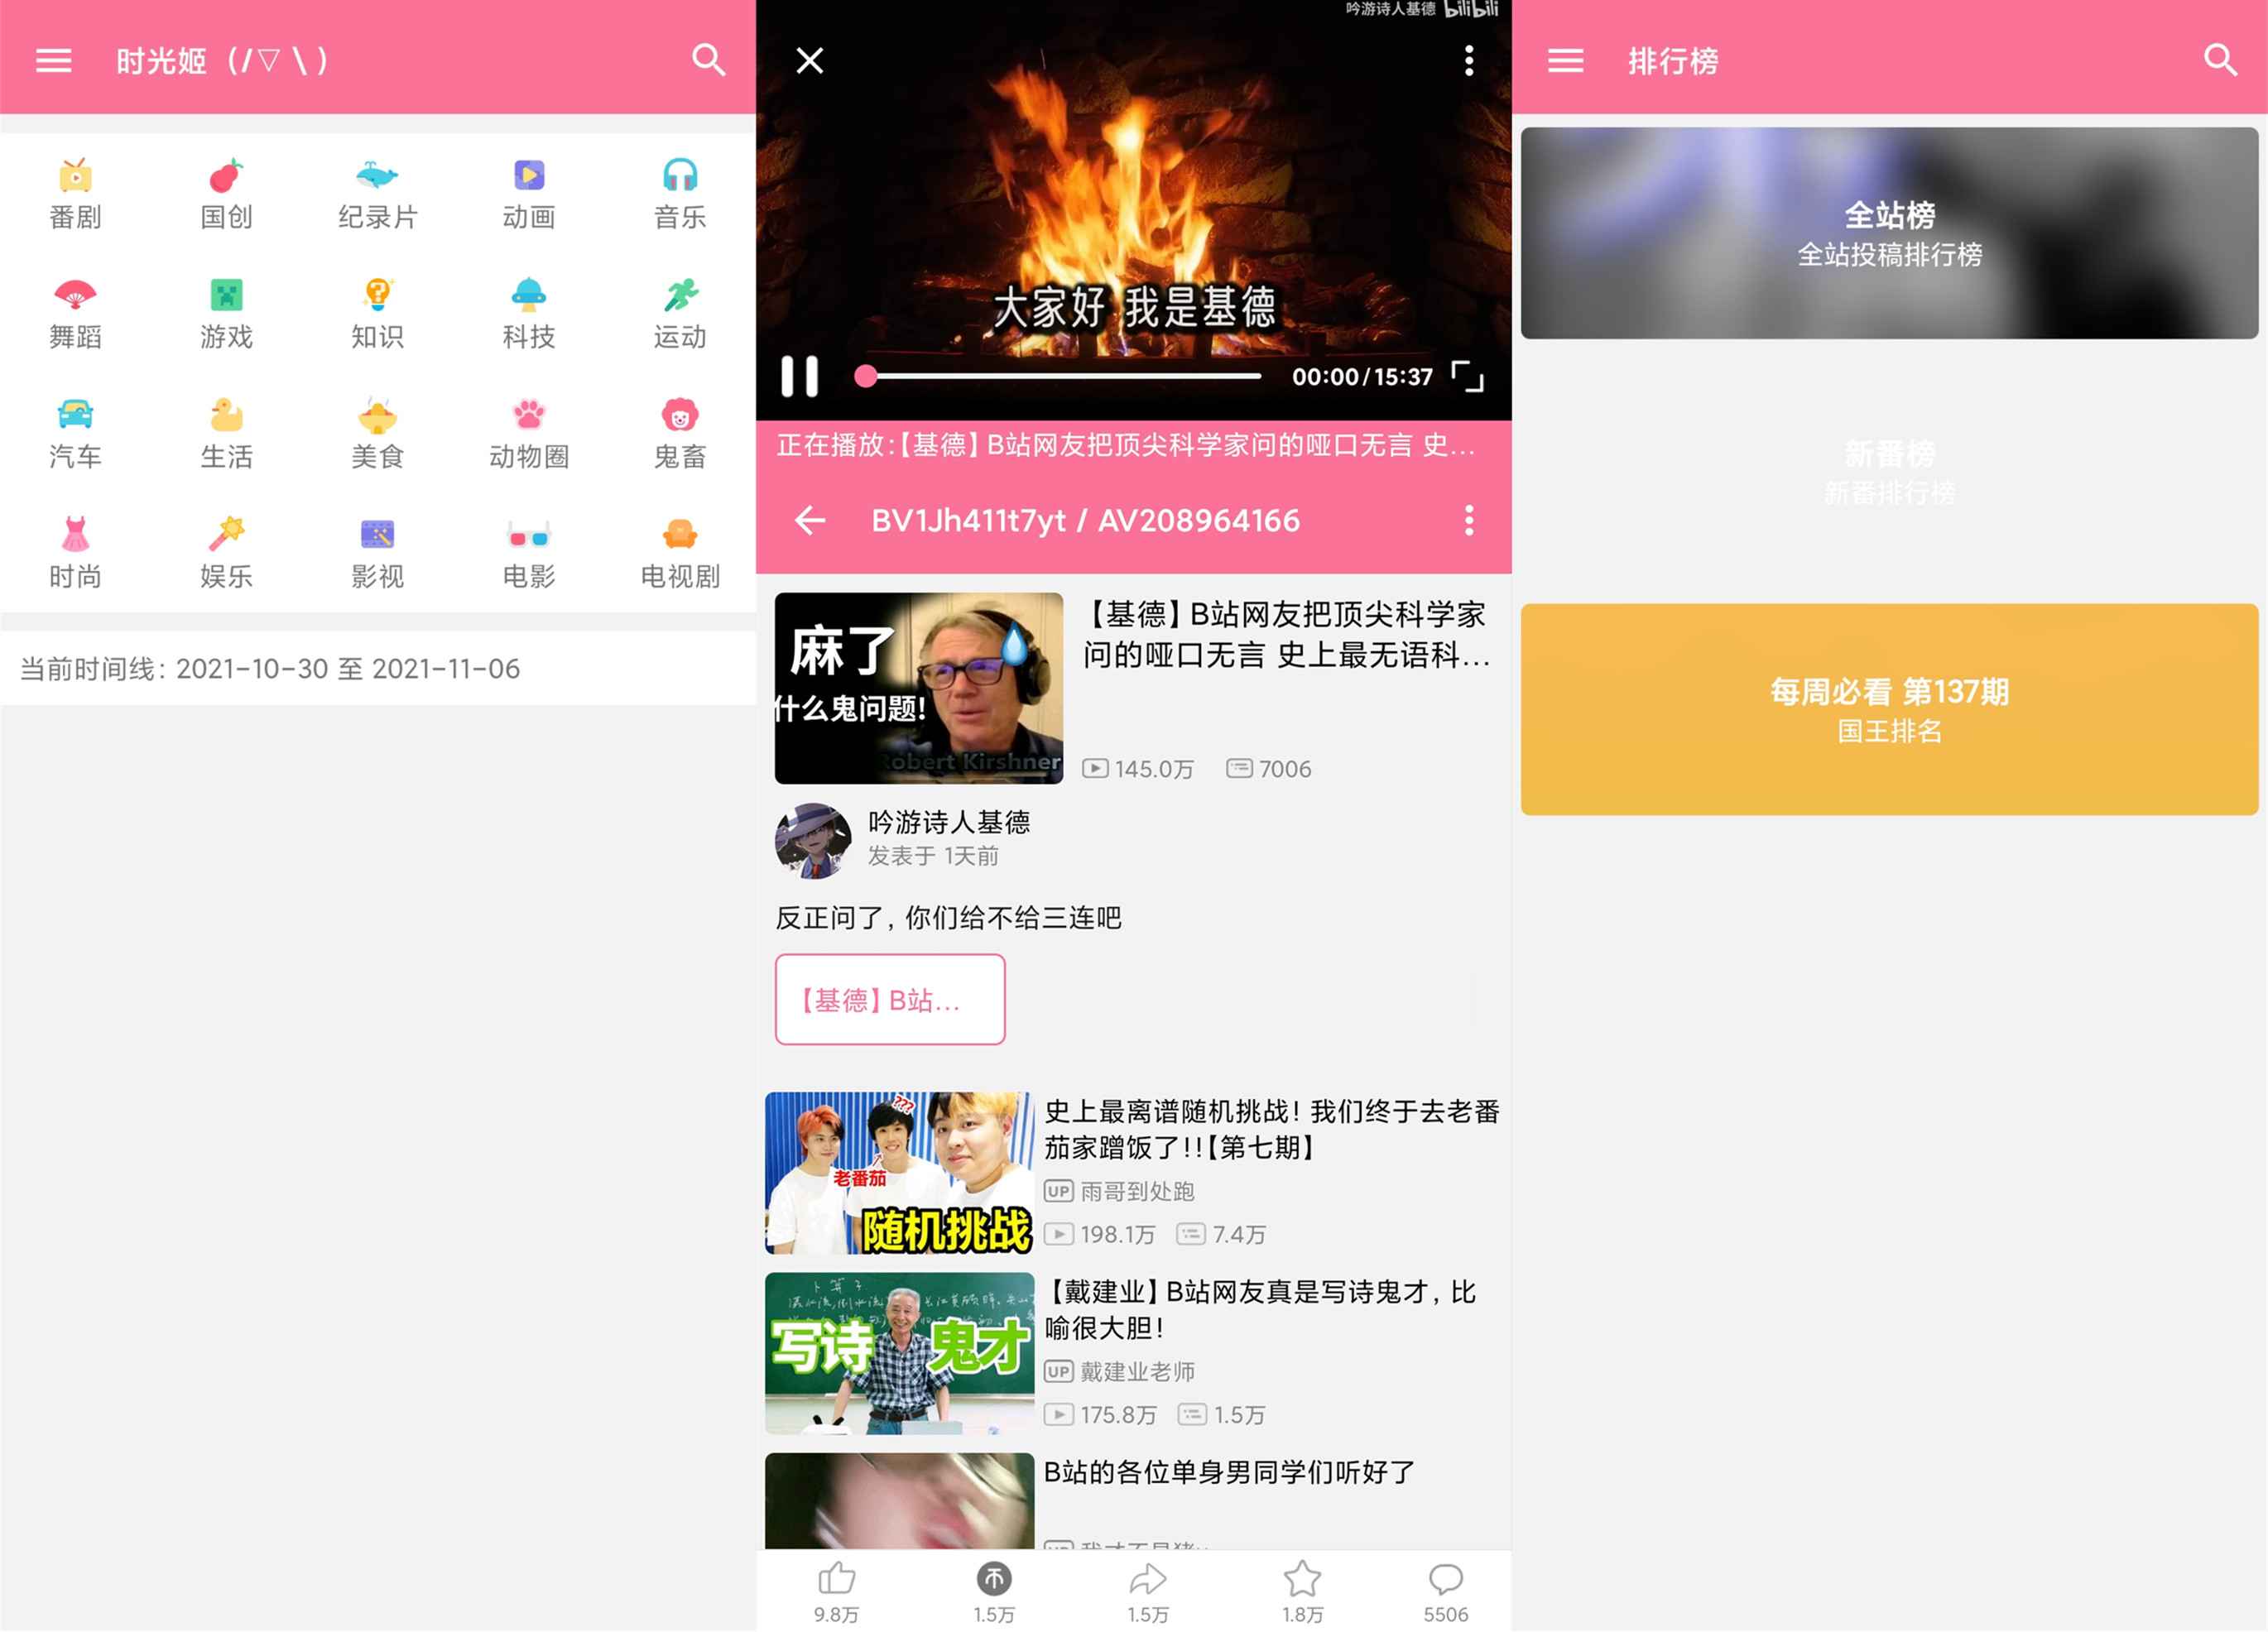 时光姬（/▽\）
番剧
国创
纪录片
动画
音乐
舞蹈
游戏
知识
科技
运动
汽车
生活
美食
动物圈
鬼畜
时尚
娱乐
影视
电影
电视剧
当前时间线：2021-10-30 至 2021-11-06
吟游诗人基德 bilibili
大家好 我是基德
00:00/15:37
正在播放:【基德】B站网友把顶尖科学家问的哑口无言 史...
BV1Jh411t7yt / AV208964166
麻了
什么鬼问题!
Robert Kirshner
【基德】B站网友把顶尖科学家
问的哑口无言 史上最无语科...
145.0万
7006
吟游诗人基德
发表于 1天前
反正问了，你们给不给三连吧
【基德】B站...
???
老番茄
随机挑战
史上最离谱随机挑战！我们终于去老番
茄家蹭饭了!!【第七期】
UP 雨哥到处跑
198.1万
7.4万
卜算子
写诗 鬼才
【戴建业】B站网友真是写诗鬼才，比
喻很大胆！
UP 戴建业老师
175.8万
1.5万
B站的各位单身男同学们听好了
9.8万
1.5万
1.5万
1.8万
5506
排行榜
全站榜
全站投稿排行榜
新番榜
新番排行榜
每周必看 第137期
国王排名